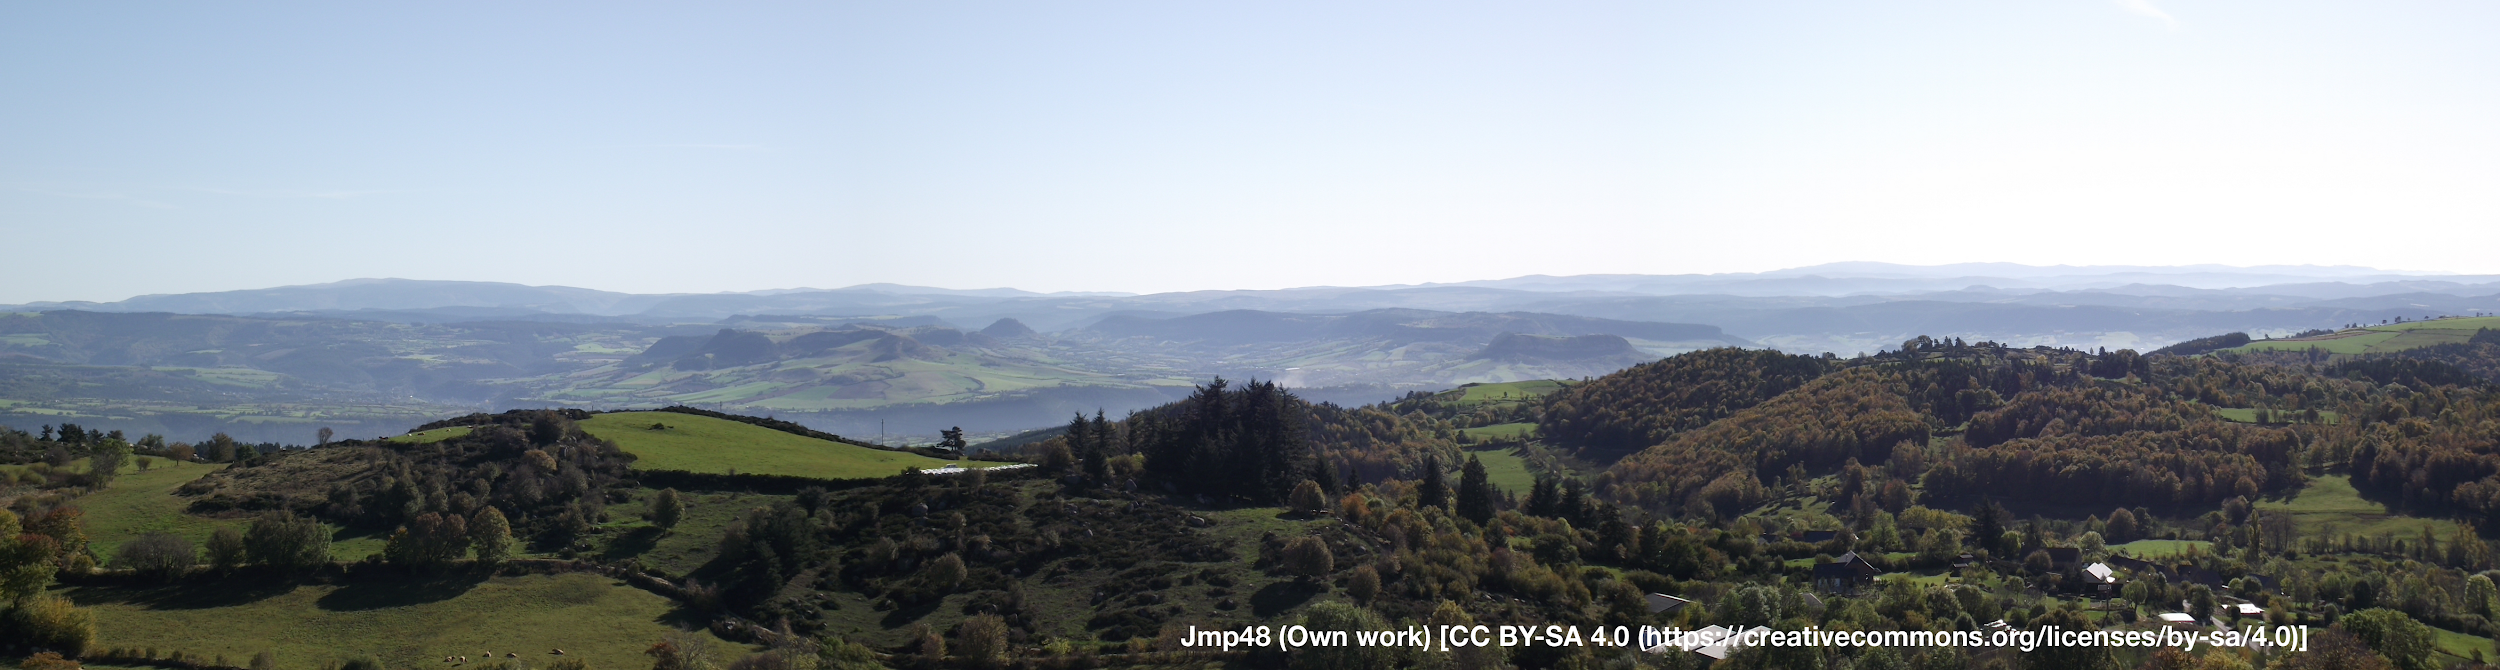 Jmp48 (Own work) [CC BY-SA 4.0 (https://creativecommons.org/licenses/by-sa/4.0)]